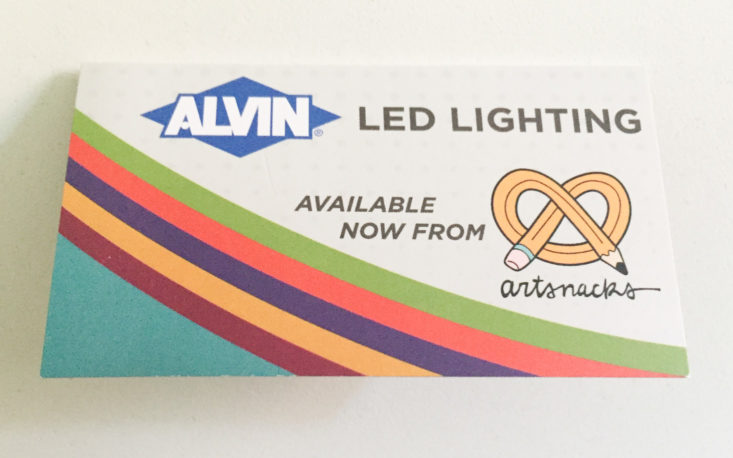 ALVIN® LED LIGHTING
AVAILABLE
NOW FROM
artsnacks